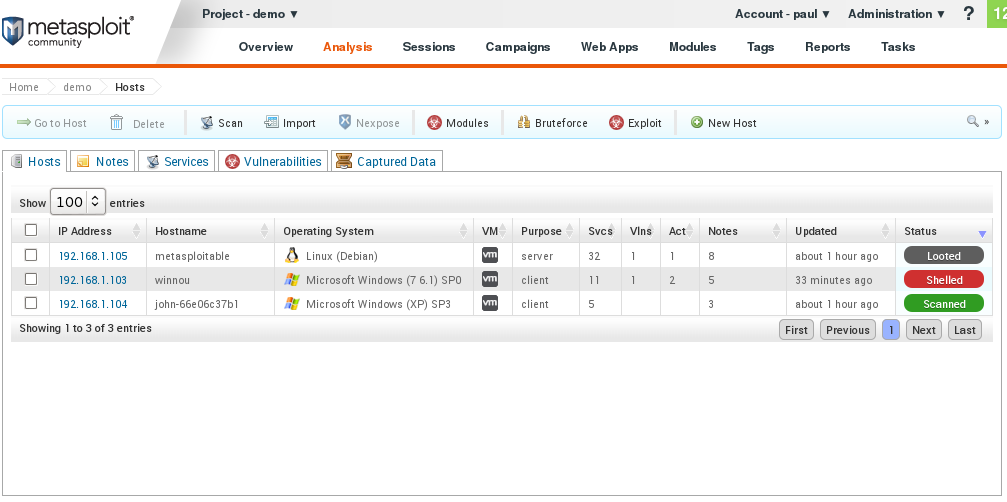 Project - demo ▼ Account - paul ▼ Administration ▼ ? 12
metasploit®
community
Overview Analysis Sessions Campaigns Web Apps Modules Tags Reports Tasks
Home demo Hosts
Go to Host Delete Scan Import Nexpose Modules Bruteforce Exploit New Host »
Hosts Notes Services Vulnerabilities Captured Data
Show 100 entries
IP Address Hostname Operating System VM Purpose Svcs Vlns Act Notes Updated Status
192.168.1.105 metasploitable Linux (Debian) vm server 32 1 1 8 about 1 hour ago Looted
192.168.1.103 winnou Microsoft Windows (7 6.1) SP0 vm client 11 1 2 5 33 minutes ago Shelled
192.168.1.104 john-66e06c37b1 Microsoft Windows (XP) SP3 vm client 5 3 about 1 hour ago Scanned
Showing 1 to 3 of 3 entries First Previous 1 Next Last